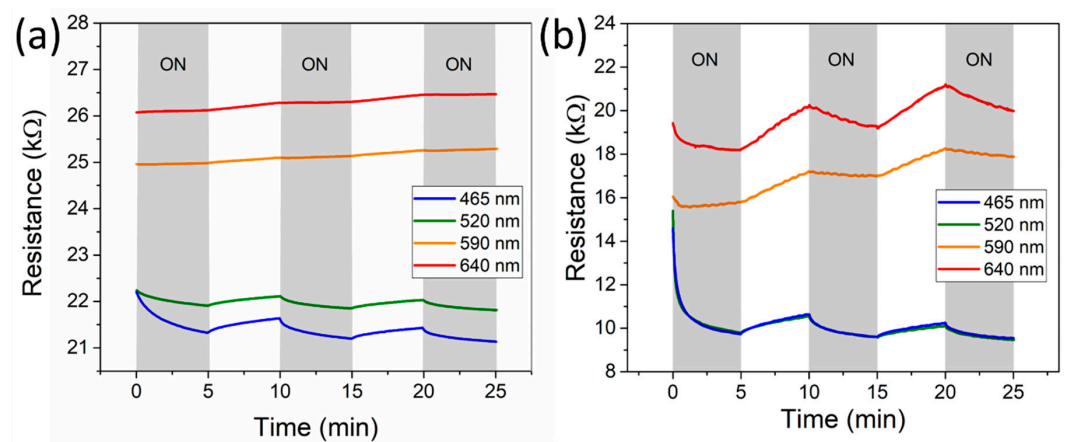 (a)
28
27
26
25
24
23
22
21
Resistance (kΩ)
ON
ON
ON
465 nm
520 nm
590 nm
640 nm
0
5
10
15
20
25
Time (min)
(b)
24
22
20
18
16
14
12
10
8
Resistance (kΩ)
ON
ON
ON
465 nm
520 nm
590 nm
640 nm
0
5
10
15
20
25
Time (min)